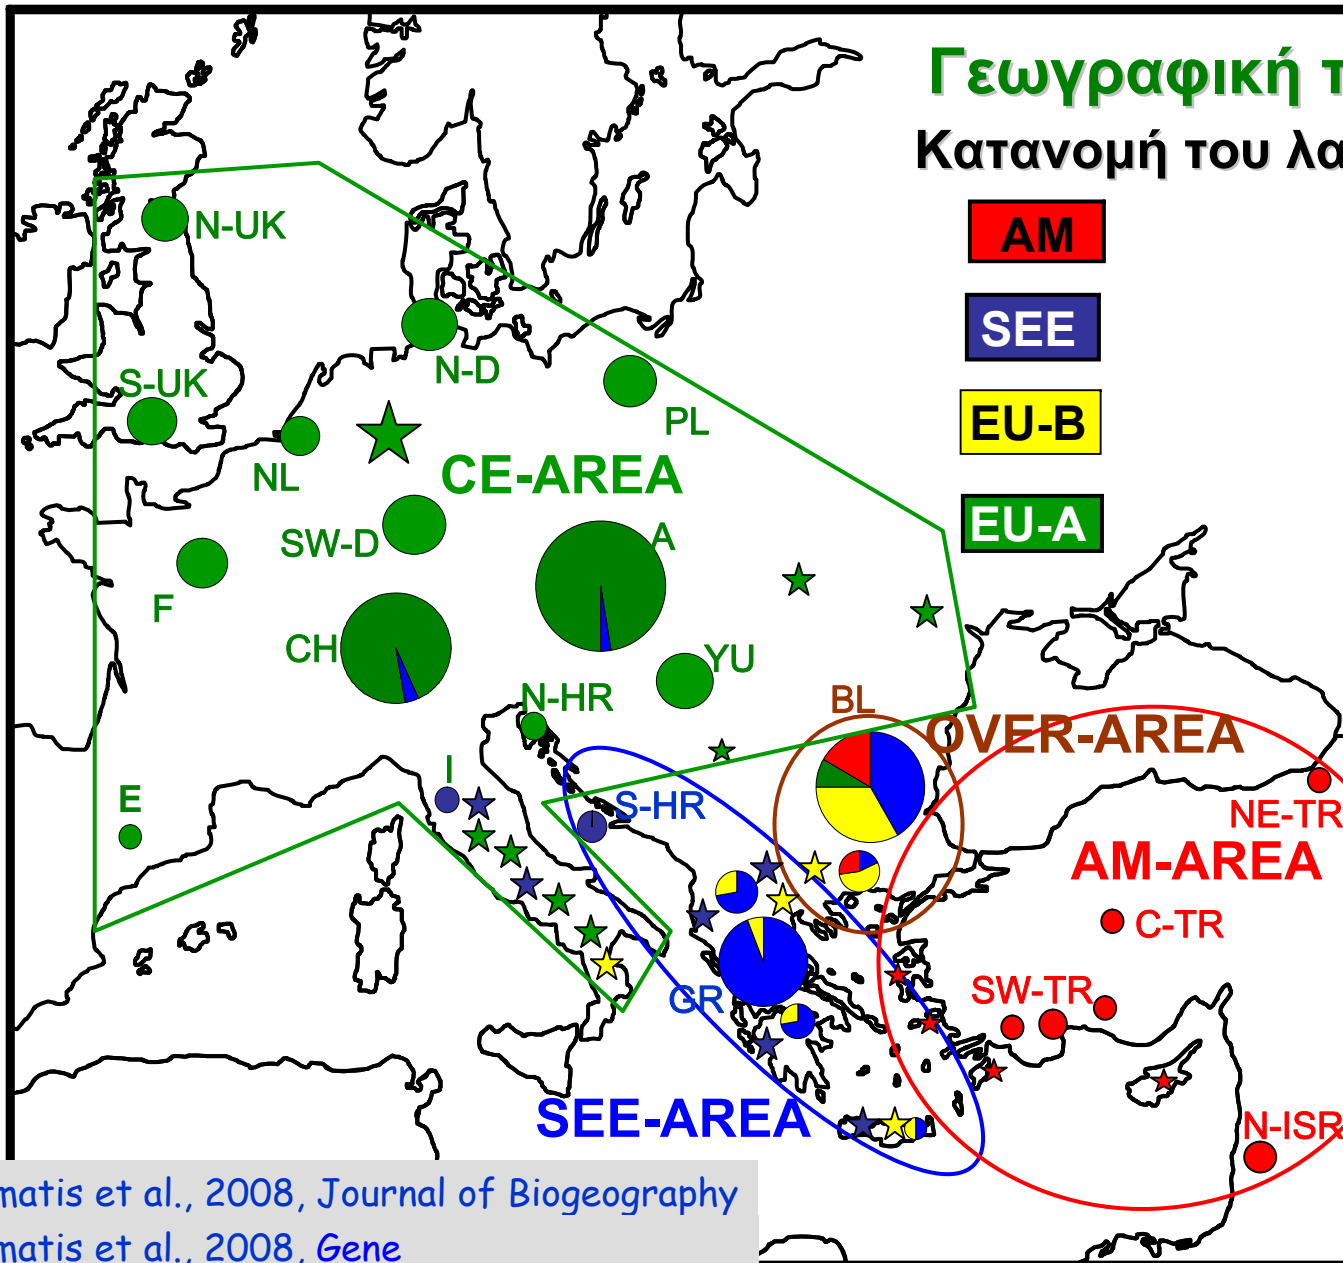 Γεωγραφική
Κατανομή του
AM
SEE
EU-B
EU-A
N-UK
N-D
S-UK
PL
NL
CE-AREA
SW-D
A
F
CH
YU
N-HR
BL
OVER-AREA
I
E
S-HR
NE-TR
AM-AREA
C-TR
SW-TR
GR
SEE-AREA
N-ISR
matis et al., 2008, Journal of Biogeography
matis et al., 2008, Gene